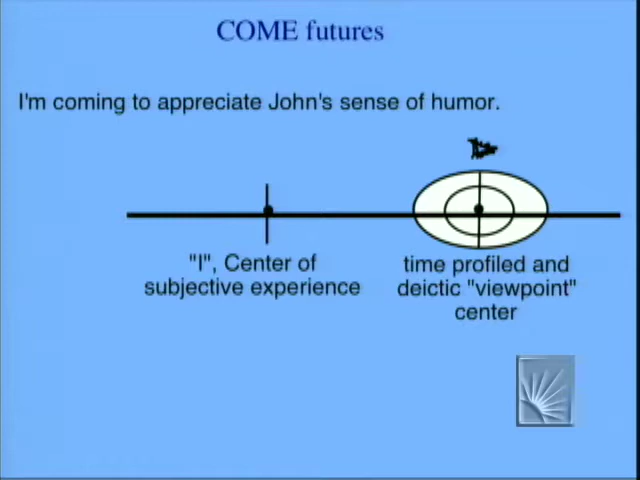 COME futures
I'm coming to appreciate John's sense of humor.
"I", Center of
subjective experience
time profiled and
deictic "viewpoint"
center